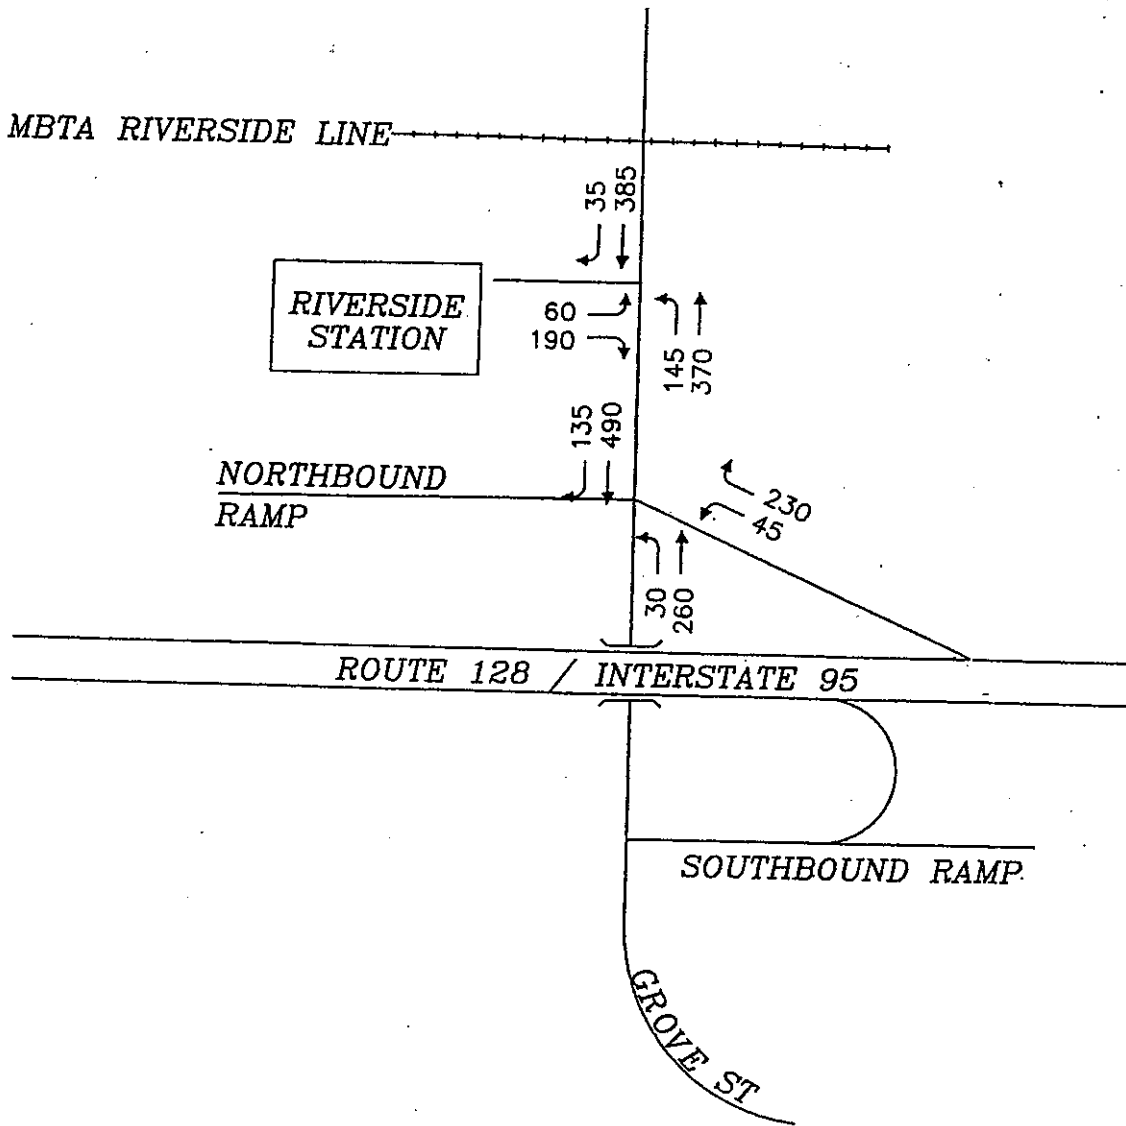 MBTA RIVERSIDE LINE
35
385
RIVERSIDE
STATION
60
190
145
370
135
490
NORTHBOUND
RAMP
230
45
30
260
ROUTE 128 / INTERSTATE 95
SOUTHBOUND RAMP
GROVE ST